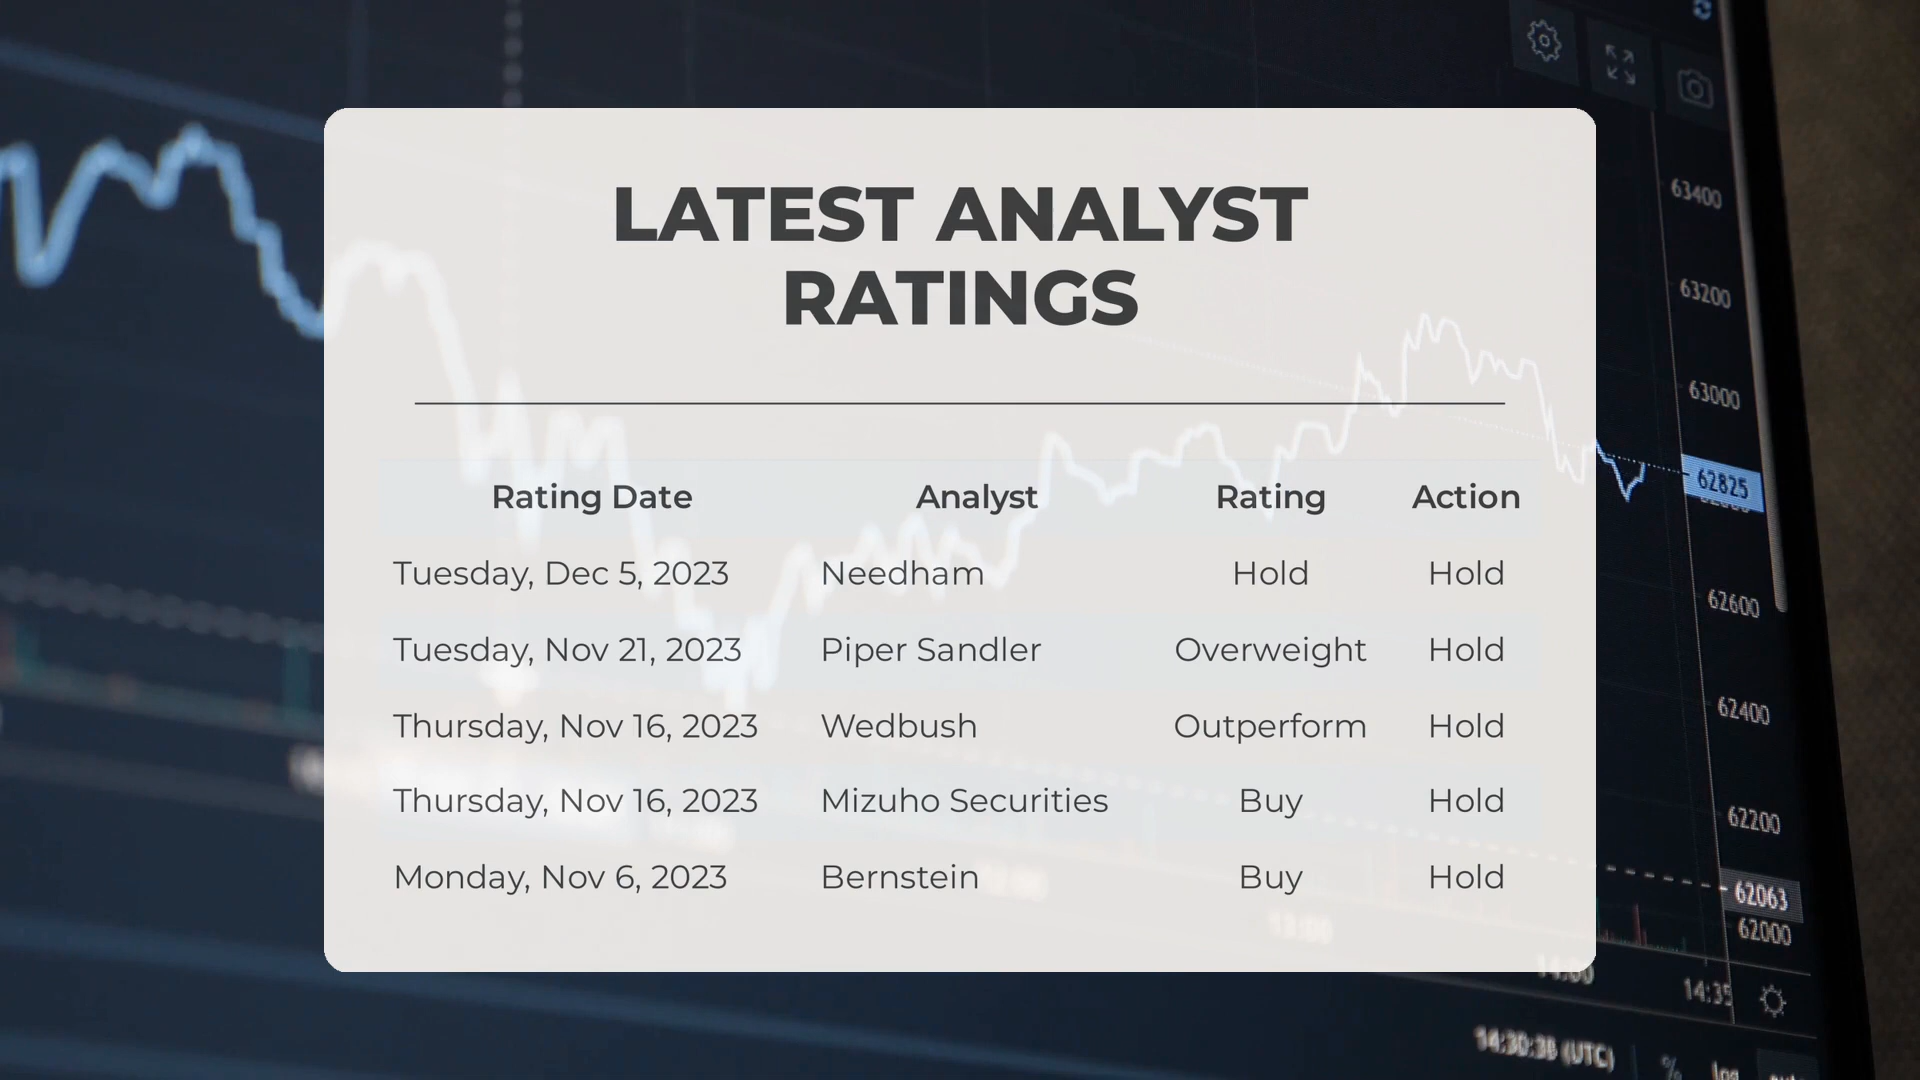 LATEST ANALYST
RATINGS
Rating Date Analyst Rating Action
Tuesday, Dec 5, 2023 Needham Hold Hold
Tuesday, Nov 21, 2023 Piper Sandler Overweight Hold
Thursday, Nov 16, 2023 Wedbush Outperform Hold
Thursday, Nov 16, 2023 Mizuho Securities Buy Hold
Monday, Nov 6, 2023 Bernstein Buy Hold
63400
63200
63000
62825
62600
62400
62200
62063
62000
14:00
14:35
14:30:38 (UTC)
%
log